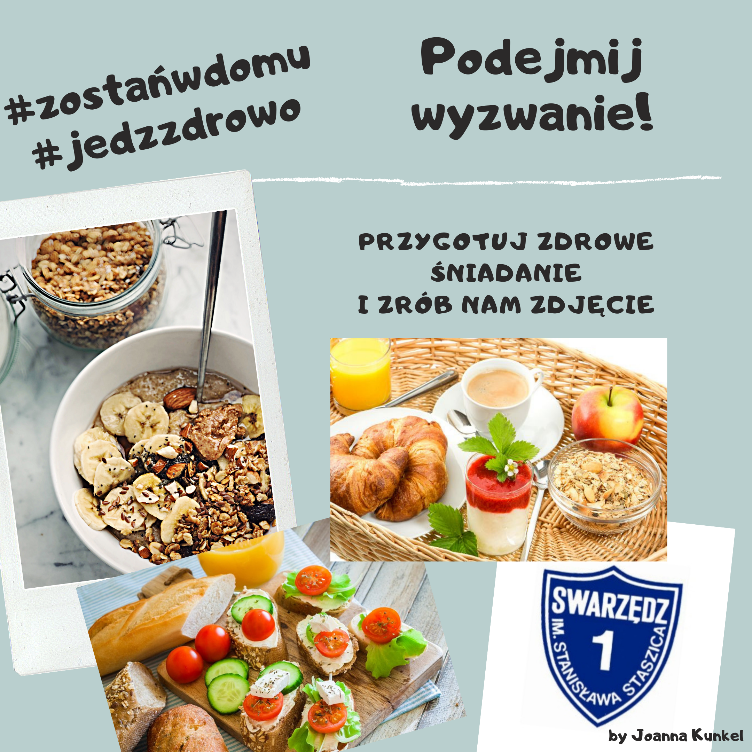 #zostańwdomu
#jedzzdrowo
Podejmij
wyzwanie!
PRZYGOTUJ ZDROWE
ŚNIADANIE
I ZRÓB NAM ZDJĘCIE
SWARZĘDZ
1
IM. STANISŁAWA STASZICA
by Joanna Kunkel